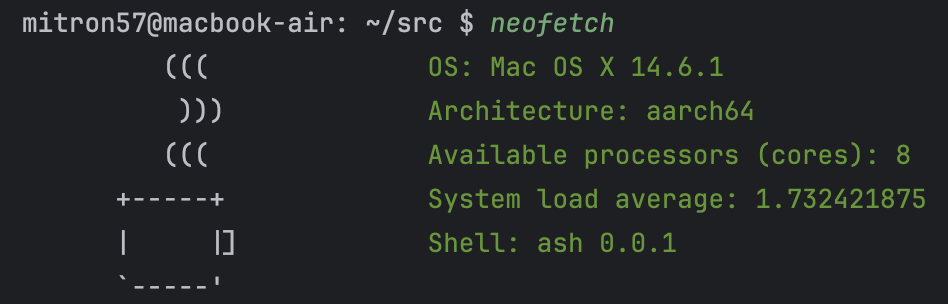 mitron57@macbook-air: ~/src $ neofetch
(((   OS: Mac OS X 14.6.1
)))   Architecture: aarch64
(((   Available processors (cores): 8
+-----+   System load average: 1.732421875
|     |]   Shell: ash 0.0.1
`-----'